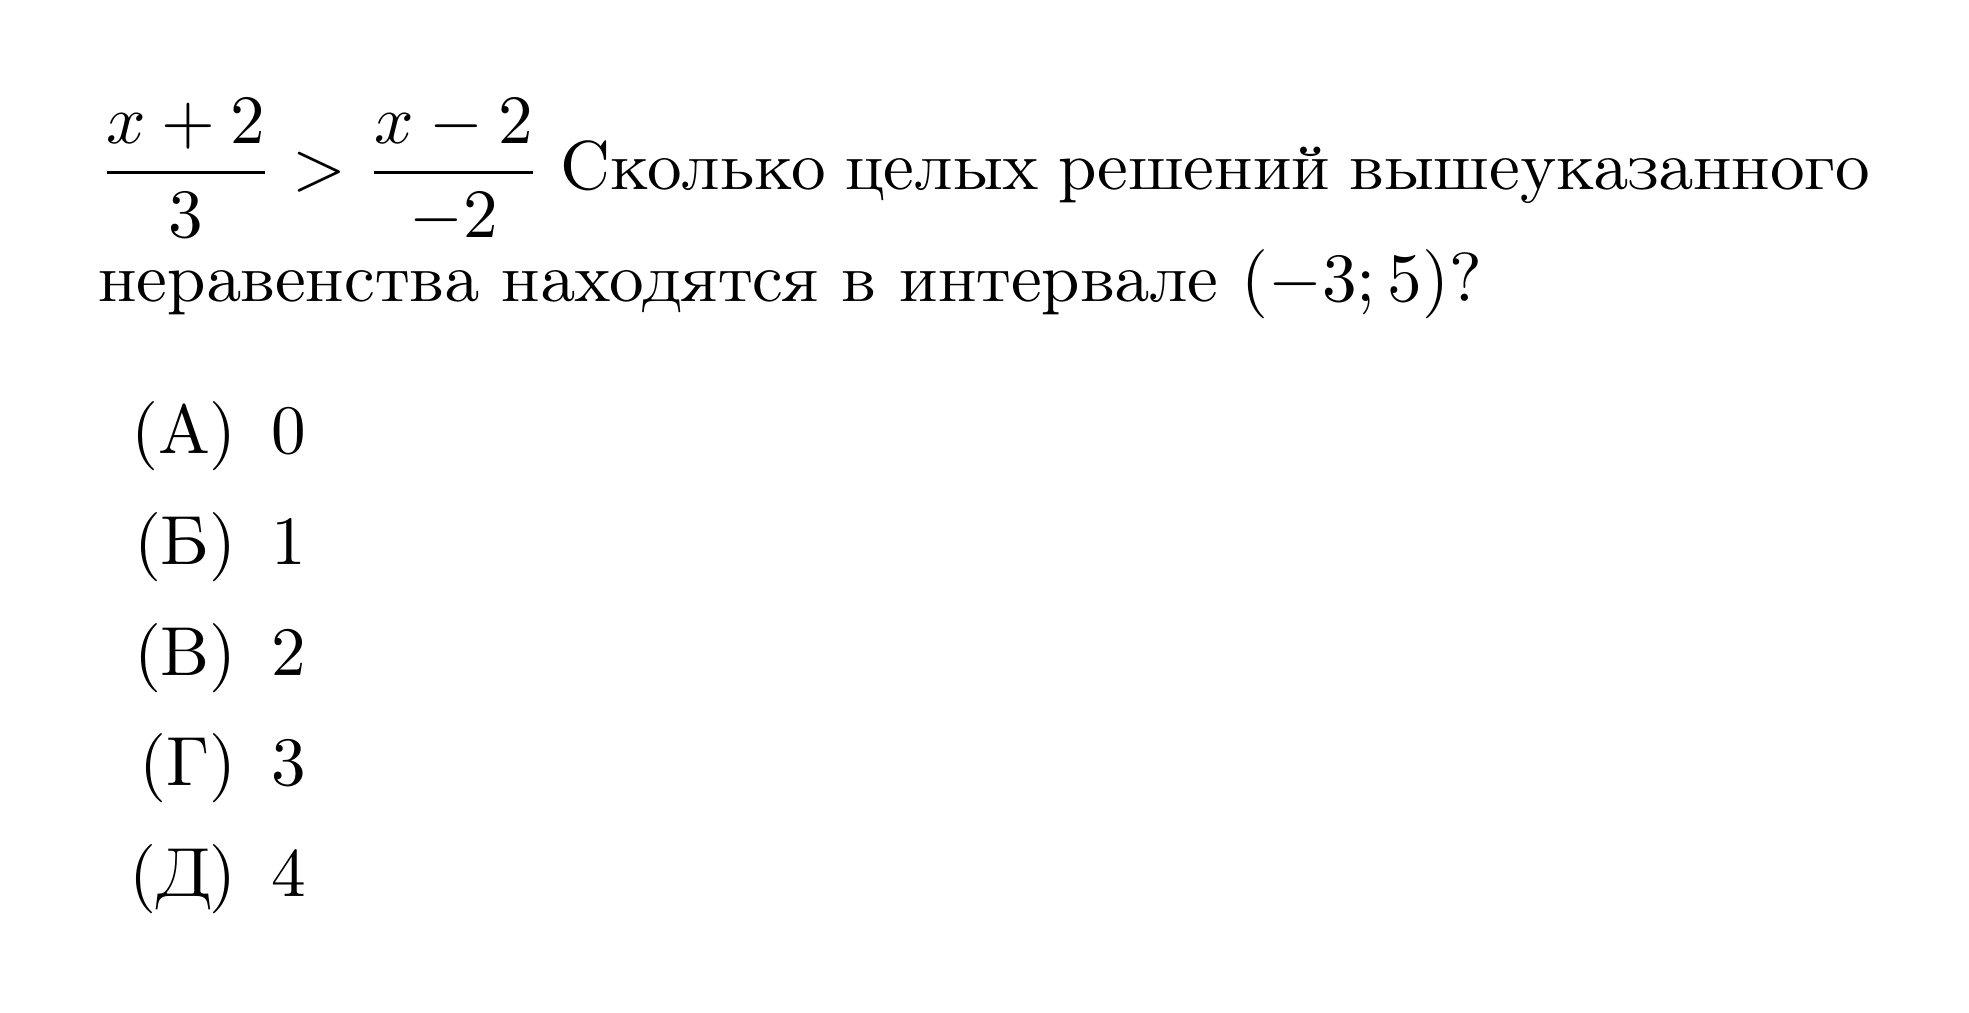 $\frac{x+2}{3} > \frac{x-2}{-2}$ Сколько целых решений вышеуказанного
неравенства находятся в интервале $(-3; 5)$?
(А) 0
(Б) 1
(В) 2
(Г) 3
(Д) 4